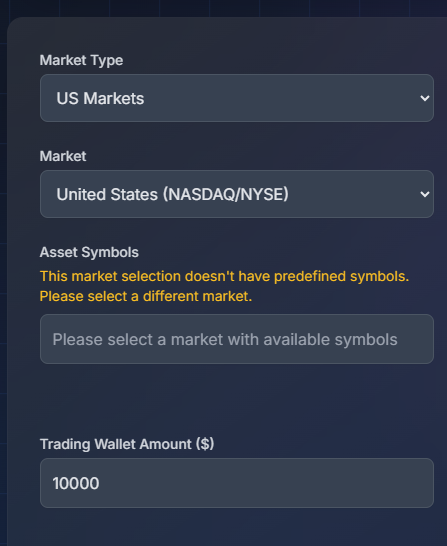 Market Type
US Markets
Market
United States (NASDAQ/NYSE)
Asset Symbols
This market selection doesn't have predefined symbols.
Please select a different market.
Please select a market with available symbols
Trading Wallet Amount ($)
10000